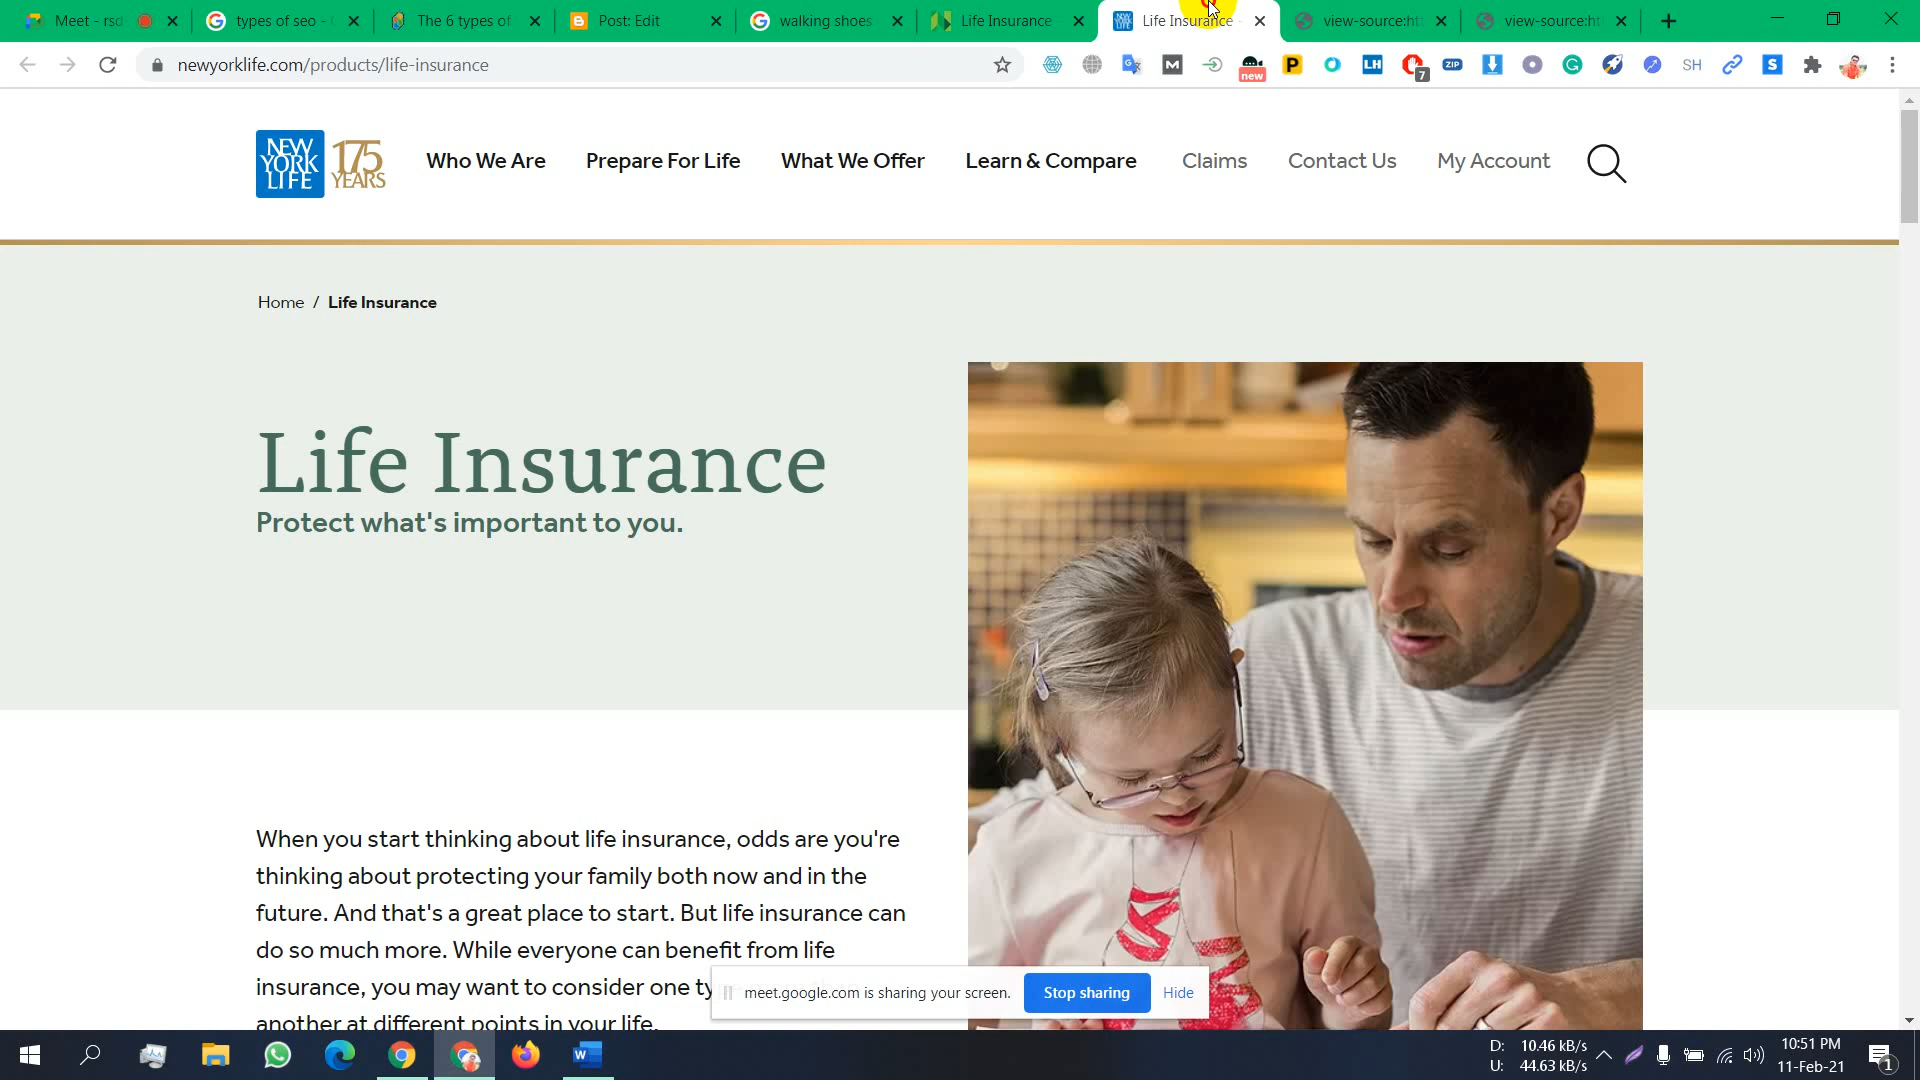 Meet - rsd
types of seo -
The 6 types of
Post: Edit
walking shoes
Life Insurance
Life Insurance
view-source:ht
view-source:ht
newyorklife.com/products/life-insurance
new
7
ZIP
LH
SH
NEW
YORK
LIFE
175
YEARS
Who We Are
Prepare For Life
What We Offer
Learn & Compare
Claims
Contact Us
My Account
Home / Life Insurance
Life Insurance
Protect what's important to you.
When you start thinking about life insurance, odds are you're
thinking about protecting your family both now and in the
future. And that's a great place to start. But life insurance can
do so much more. While everyone can benefit from life
insurance, you may want to consider one ty
another at different points in your life.
meet.google.com is sharing your screen.
Stop sharing
Hide
D: 10.46 kB/s
U: 44.63 kB/s
10:51 PM
11-Feb-21
1